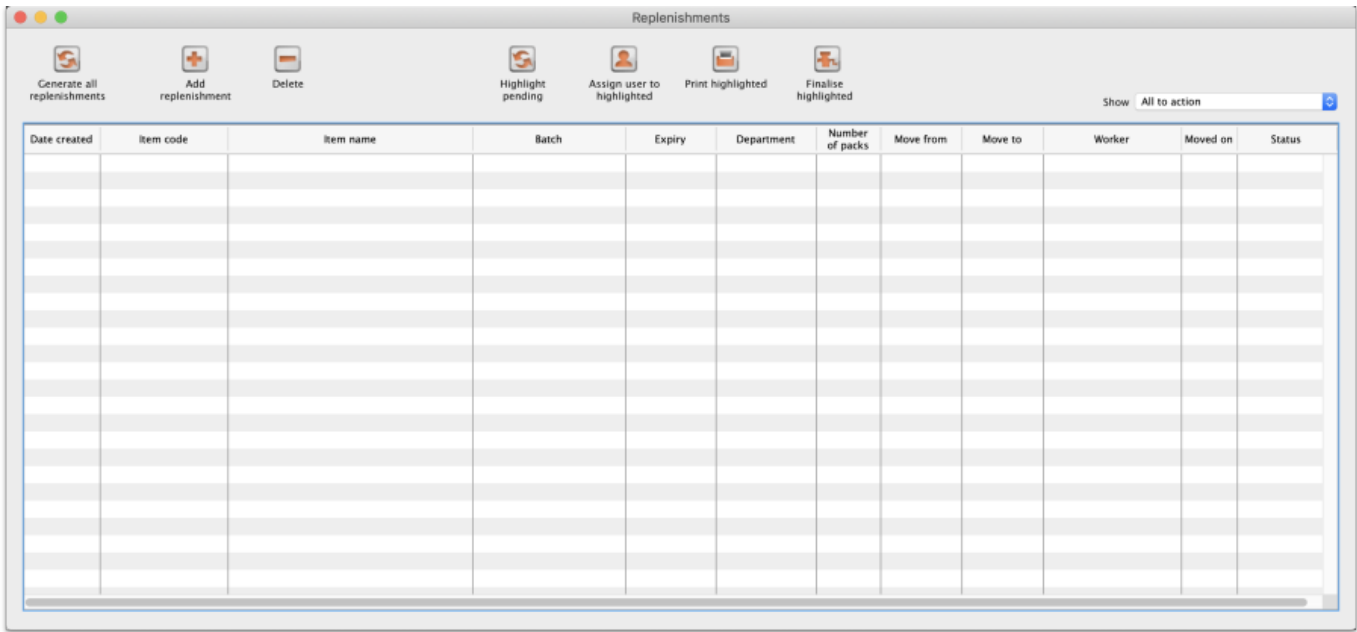 Replenishments
Generate all
replenishments
Add
replenishment
Delete
Highlight
pending
Assign user to
highlighted
Print highlighted
Finalise
highlighted
Show All to action
Date created Item code Item name Batch Expiry Department Number of packs Move from Move to Worker Moved on Status